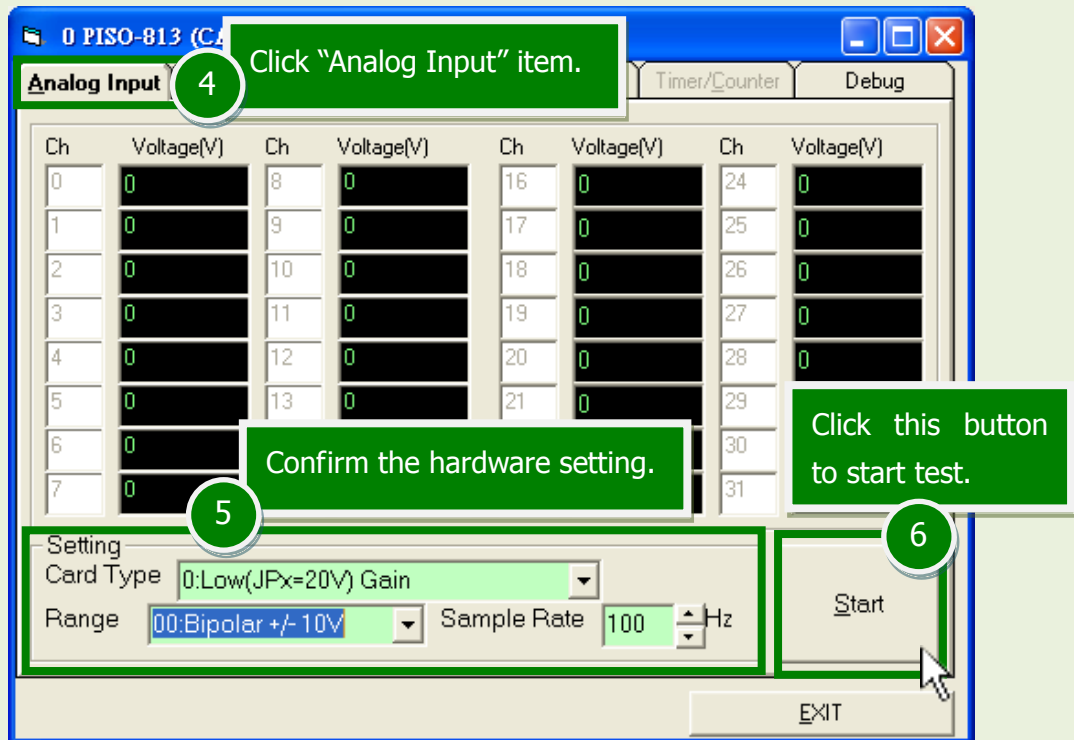 0 PISO-813 (CA
Click “Analog Input” item.
4
Analog Input
Timer/Counter
Debug
Ch Voltage(V) Ch Voltage(V) Ch Voltage(V) Ch Voltage(V)
0 0 8 0 16 0 24 0
1 0 9 0 17 0 25 0
2 0 10 0 18 0 26 0
3 0 11 0 19 0 27 0
4 0 12 0 20 0 28 0
5 0 13 0 21 0 29
6 0 30
7 0 31
Confirm the hardware setting.
5
Click this button
to start test.
6
Setting
Card Type 0:Low(JPx=20V) Gain
Range 00:Bipolar +/- 10V Sample Rate 100 Hz
Start
EXIT